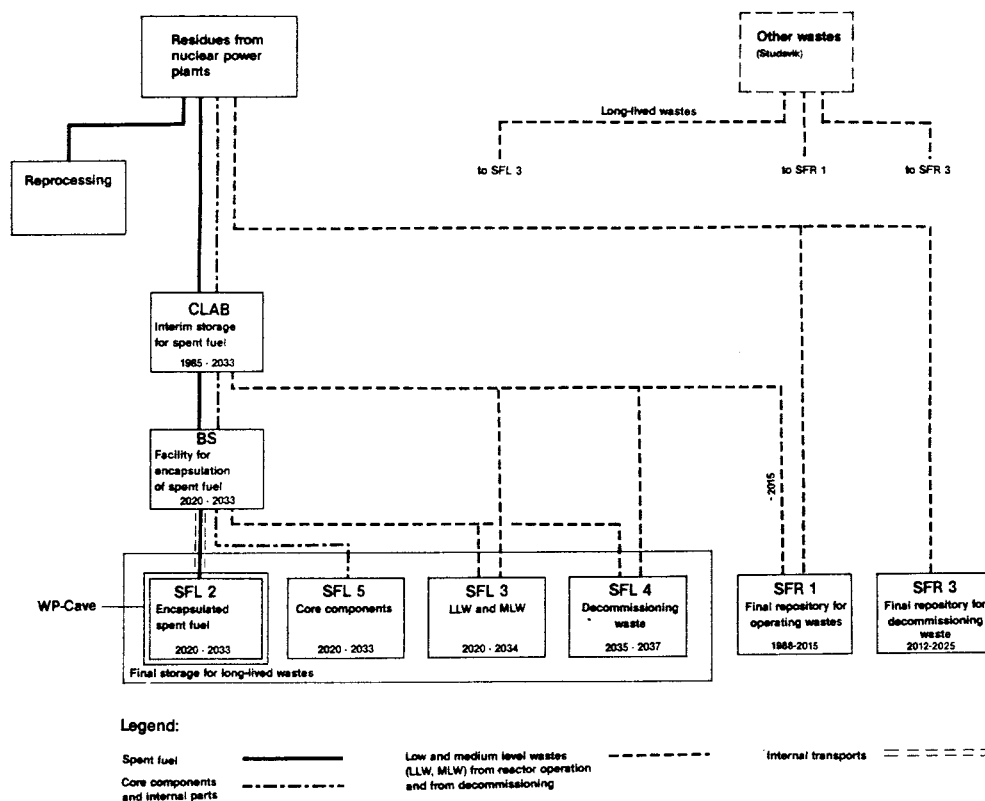 Residues from
nuclear power
plants
Other wastes
(Studsvik)
Long-lived wastes
Reprocessing
to SFL 3
to SFR 1
to SFR 3
CLAB
Interim storage
for spent fuel
1985 - 2033
BS
Facility for
encapsulation
of spent fuel
2020 - 2033
- 2015
WP-Cave
SFL 2
Encapsulated
spent fuel
2020 - 2033
SFL 5
Core components
2020 - 2033
SFL 3
LLW and MLW
2020 - 2034
SFL 4
Decommissioning
waste
2035 - 2037
SFR 1
Final repository for
operating wastes
1988-2015
SFR 3
Final repository for
decommissioning
waste
2012-2025
Final storage for long-lived wastes
Legend:
Spent fuel
Core components
and internal parts
Low and medium level wastes
(LLW, MLW) from reactor operation
and from decommissioning
Internal transports